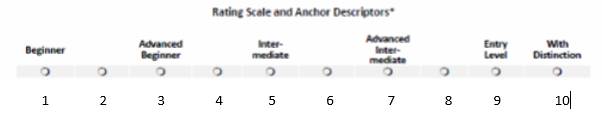 Rating Scale and Anchor Descriptors*
Beginner Advanced Beginner Inter-mediate Advanced Inter-mediate Entry Level With Distinction
1 2 3 4 5 6 7 8 9 10